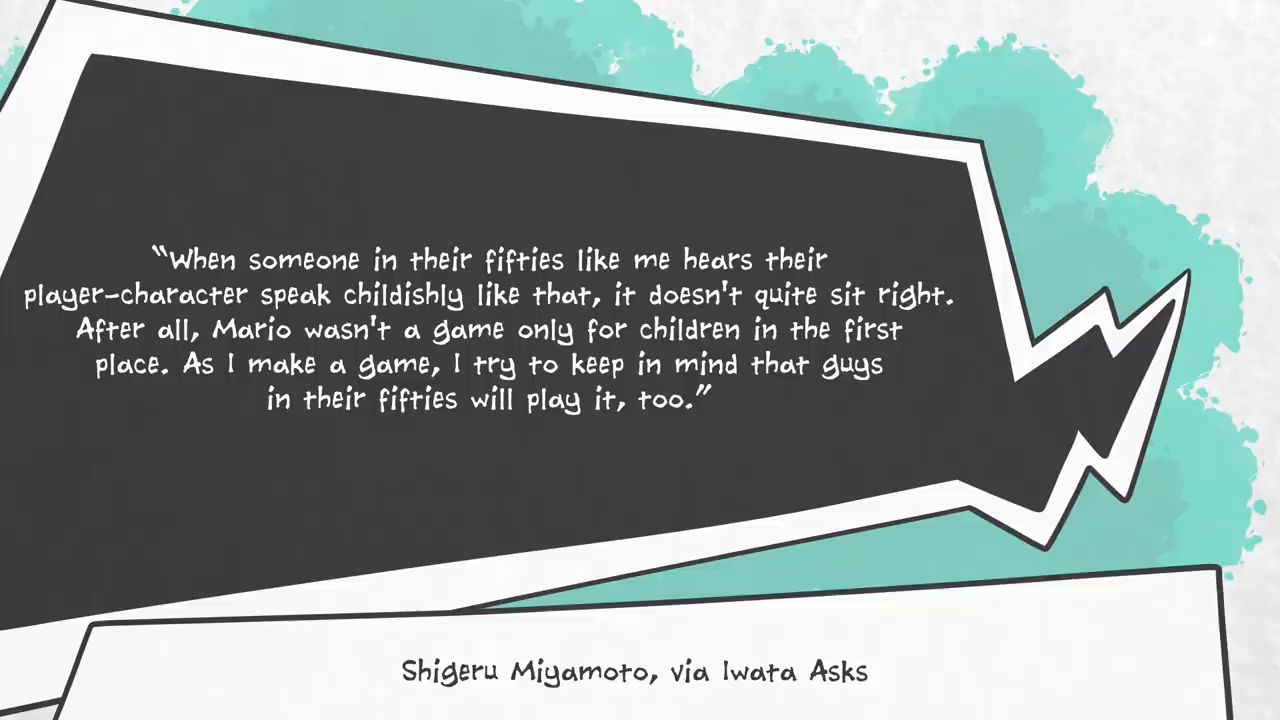 “When someone in their fifties like me hears their
player-character speak childishly like that, it doesn't quite sit right.
After all, Mario wasn't a game only for children in the first
place. As I make a game, I try to keep in mind that guys
in their fifties will play it, too.”
Shigeru Miyamoto, via Iwata Asks